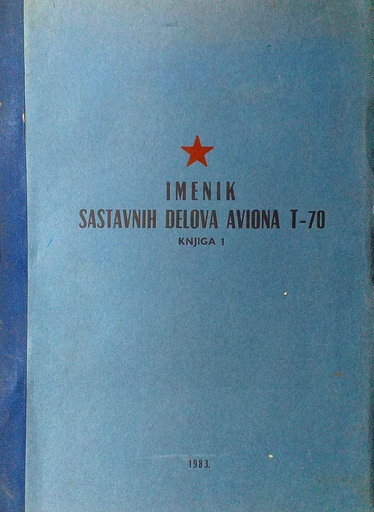 IMENIK
SASTAVNIH DELOVA AVIONA T-70
KNJIGA 1
1983.